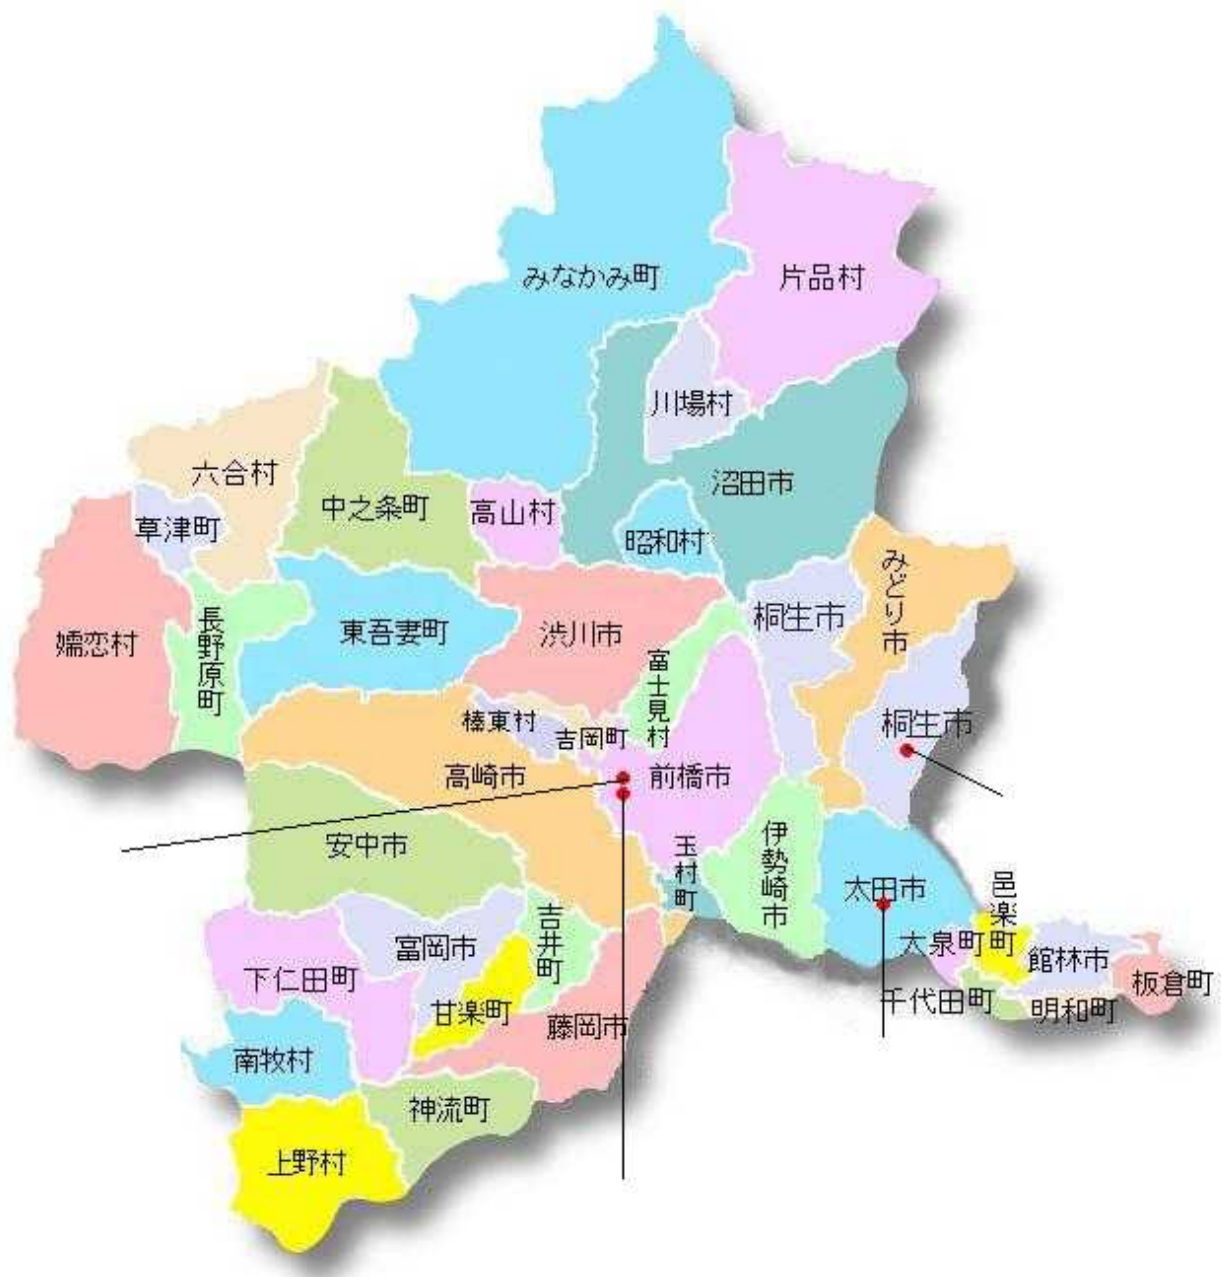 みなかみ町
片品村
川場村
六合村
沼田市
中之条町
高山村
草津町
昭和村
みどり市
桐生市
嬬恋村
長野原町
東吾妻町
渋川市
富士見村
榛東村
吉岡町
桐生市
高崎市
前橋市
安中市
玉村町
伊勢崎市
太田市
邑楽町
富岡市
吉井町
大泉町
館林市
下仁田町
板倉町
甘楽町
千代田町
明和町
藤岡市
南牧村
神流町
上野村